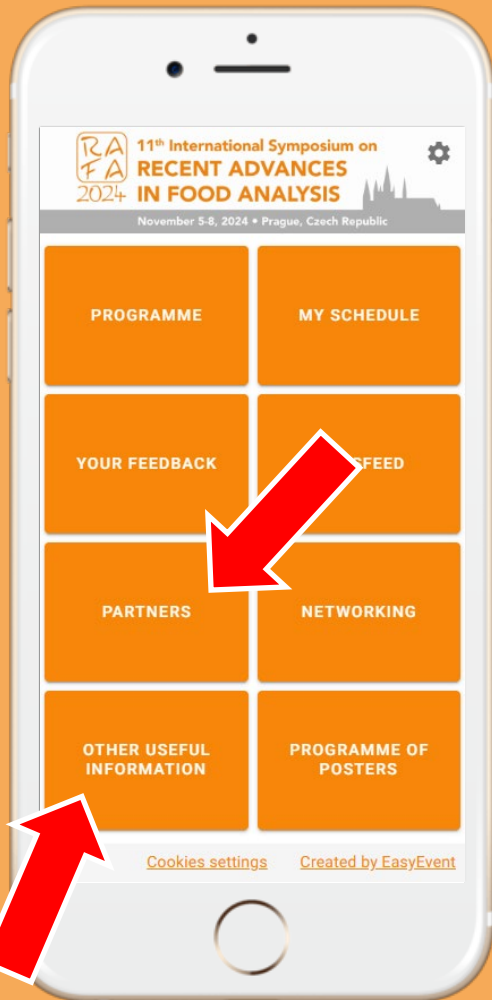 RA
FA
2024
11th International Symposium on
RECENT ADVANCES
IN FOOD ANALYSIS
November 5-8, 2024 • Prague, Czech Republic
PROGRAMME
MY SCHEDULE
YOUR FEEDBACK
SFEED
PARTNERS
NETWORKING
OTHER USEFUL
INFORMATION
PROGRAMME OF
POSTERS
Cookies settings
Created by EasyEvent